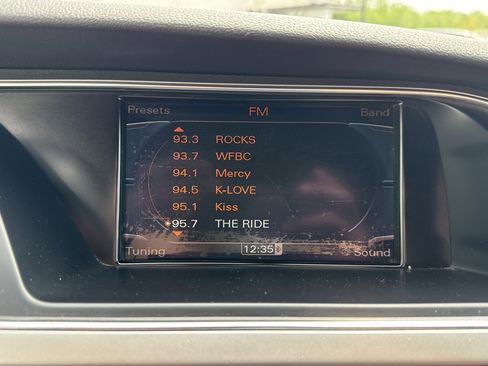 Presets FM Band
93.3 ROCKS
93.7 WFBC
94.1 Mercy
94.5 K-LOVE
95.1 Kiss
95.7 THE RIDE
Tuning 12:35 Sound